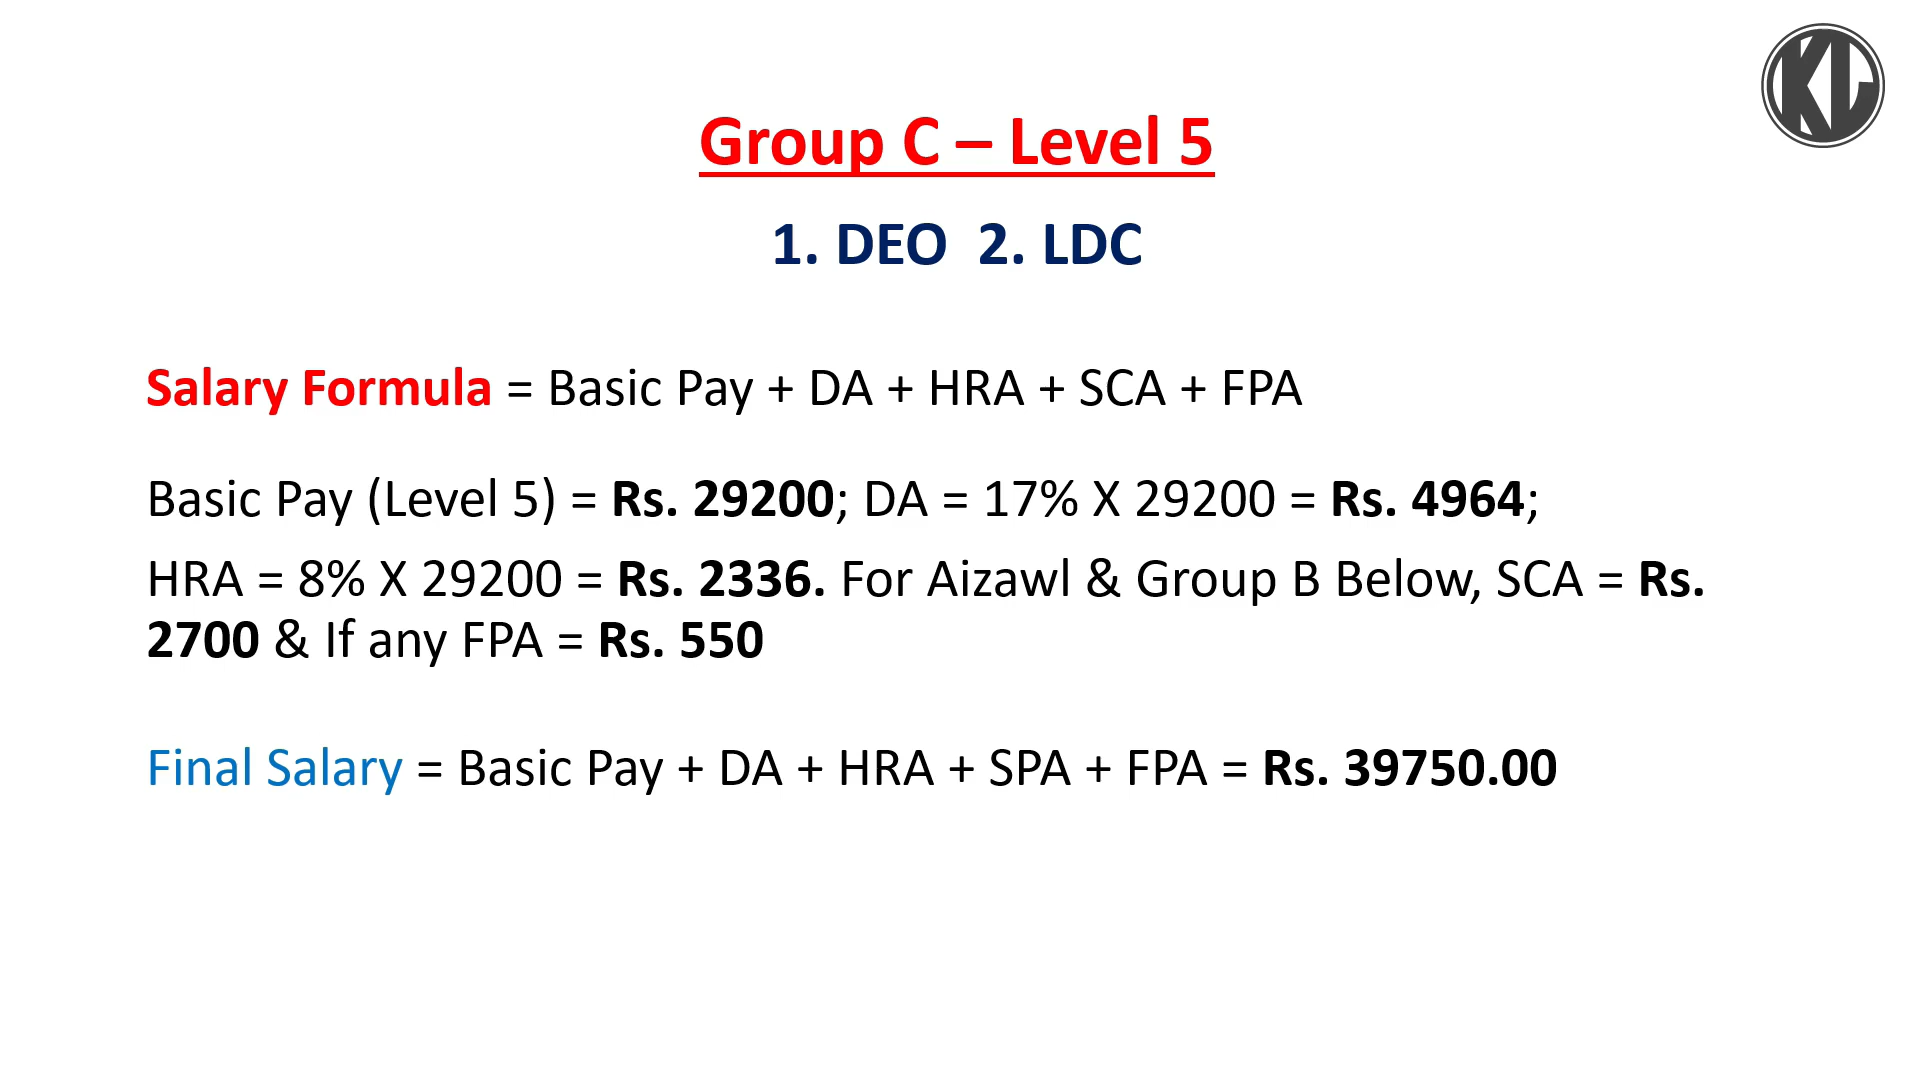 KL
Group C – Level 5
1. DEO 2. LDC
Salary Formula = Basic Pay + DA + HRA + SCA + FPA
Basic Pay (Level 5) = Rs. 29200; DA = 17% X 29200 = Rs. 4964;
HRA = 8% X 29200 = Rs. 2336. For Aizawl & Group B Below, SCA = Rs.
2700 & If any FPA = Rs. 550
Final Salary = Basic Pay + DA + HRA + SPA + FPA = Rs. 39750.00